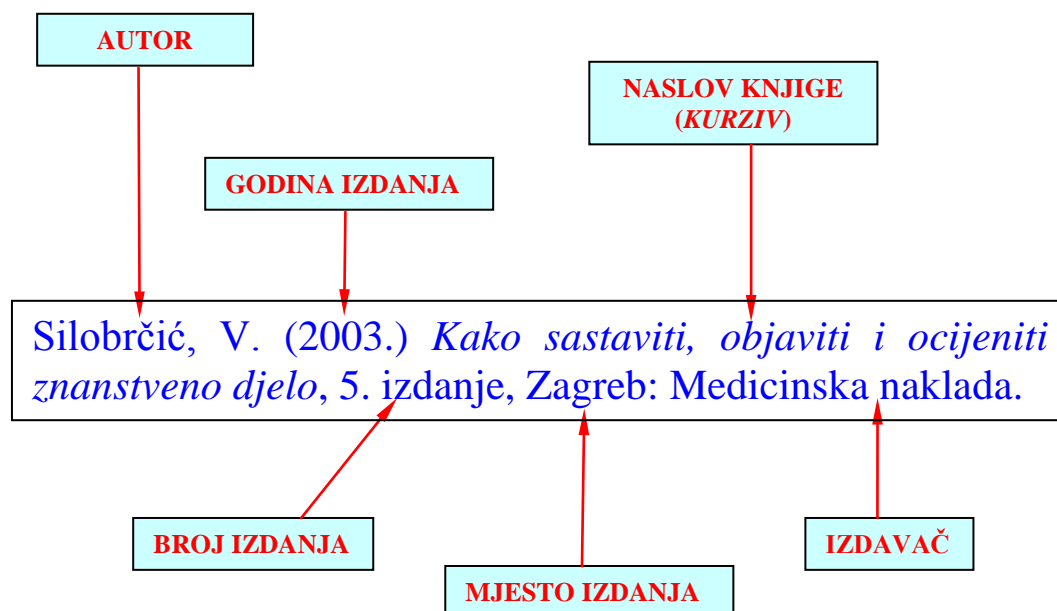 AUTOR
NASLOV KNJIGE
(KURZIV)
GODINA IZDANJA
Silobrčić, V. (2003.) Kako sastaviti, objaviti i ocijeniti
znanstveno djelo, 5. izdanje, Zagreb: Medicinska naklada.
BROJ IZDANJA
IZDAVAČ
MJESTO IZDANJA